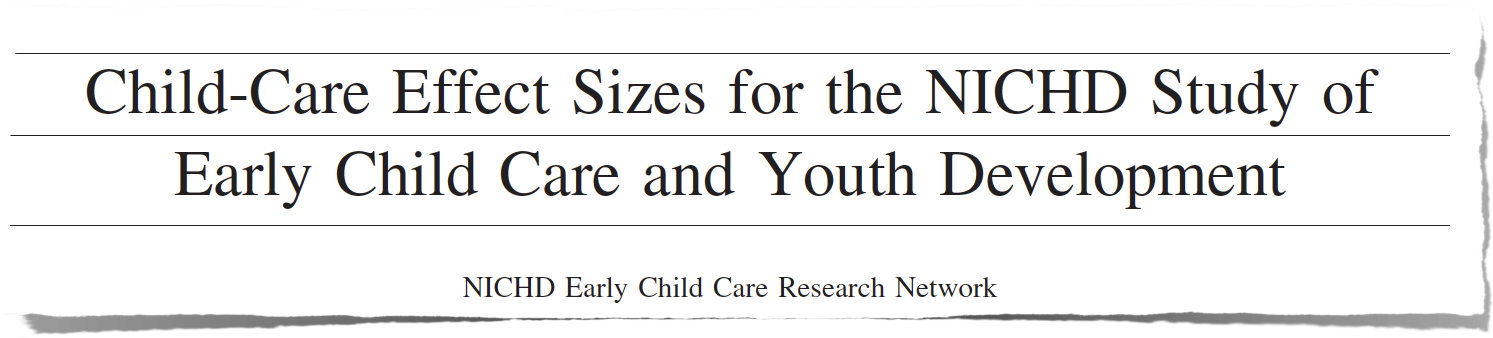 Child-Care Effect Sizes for the NICHD Study of
Early Child Care and Youth Development
NICHD Early Child Care Research Network